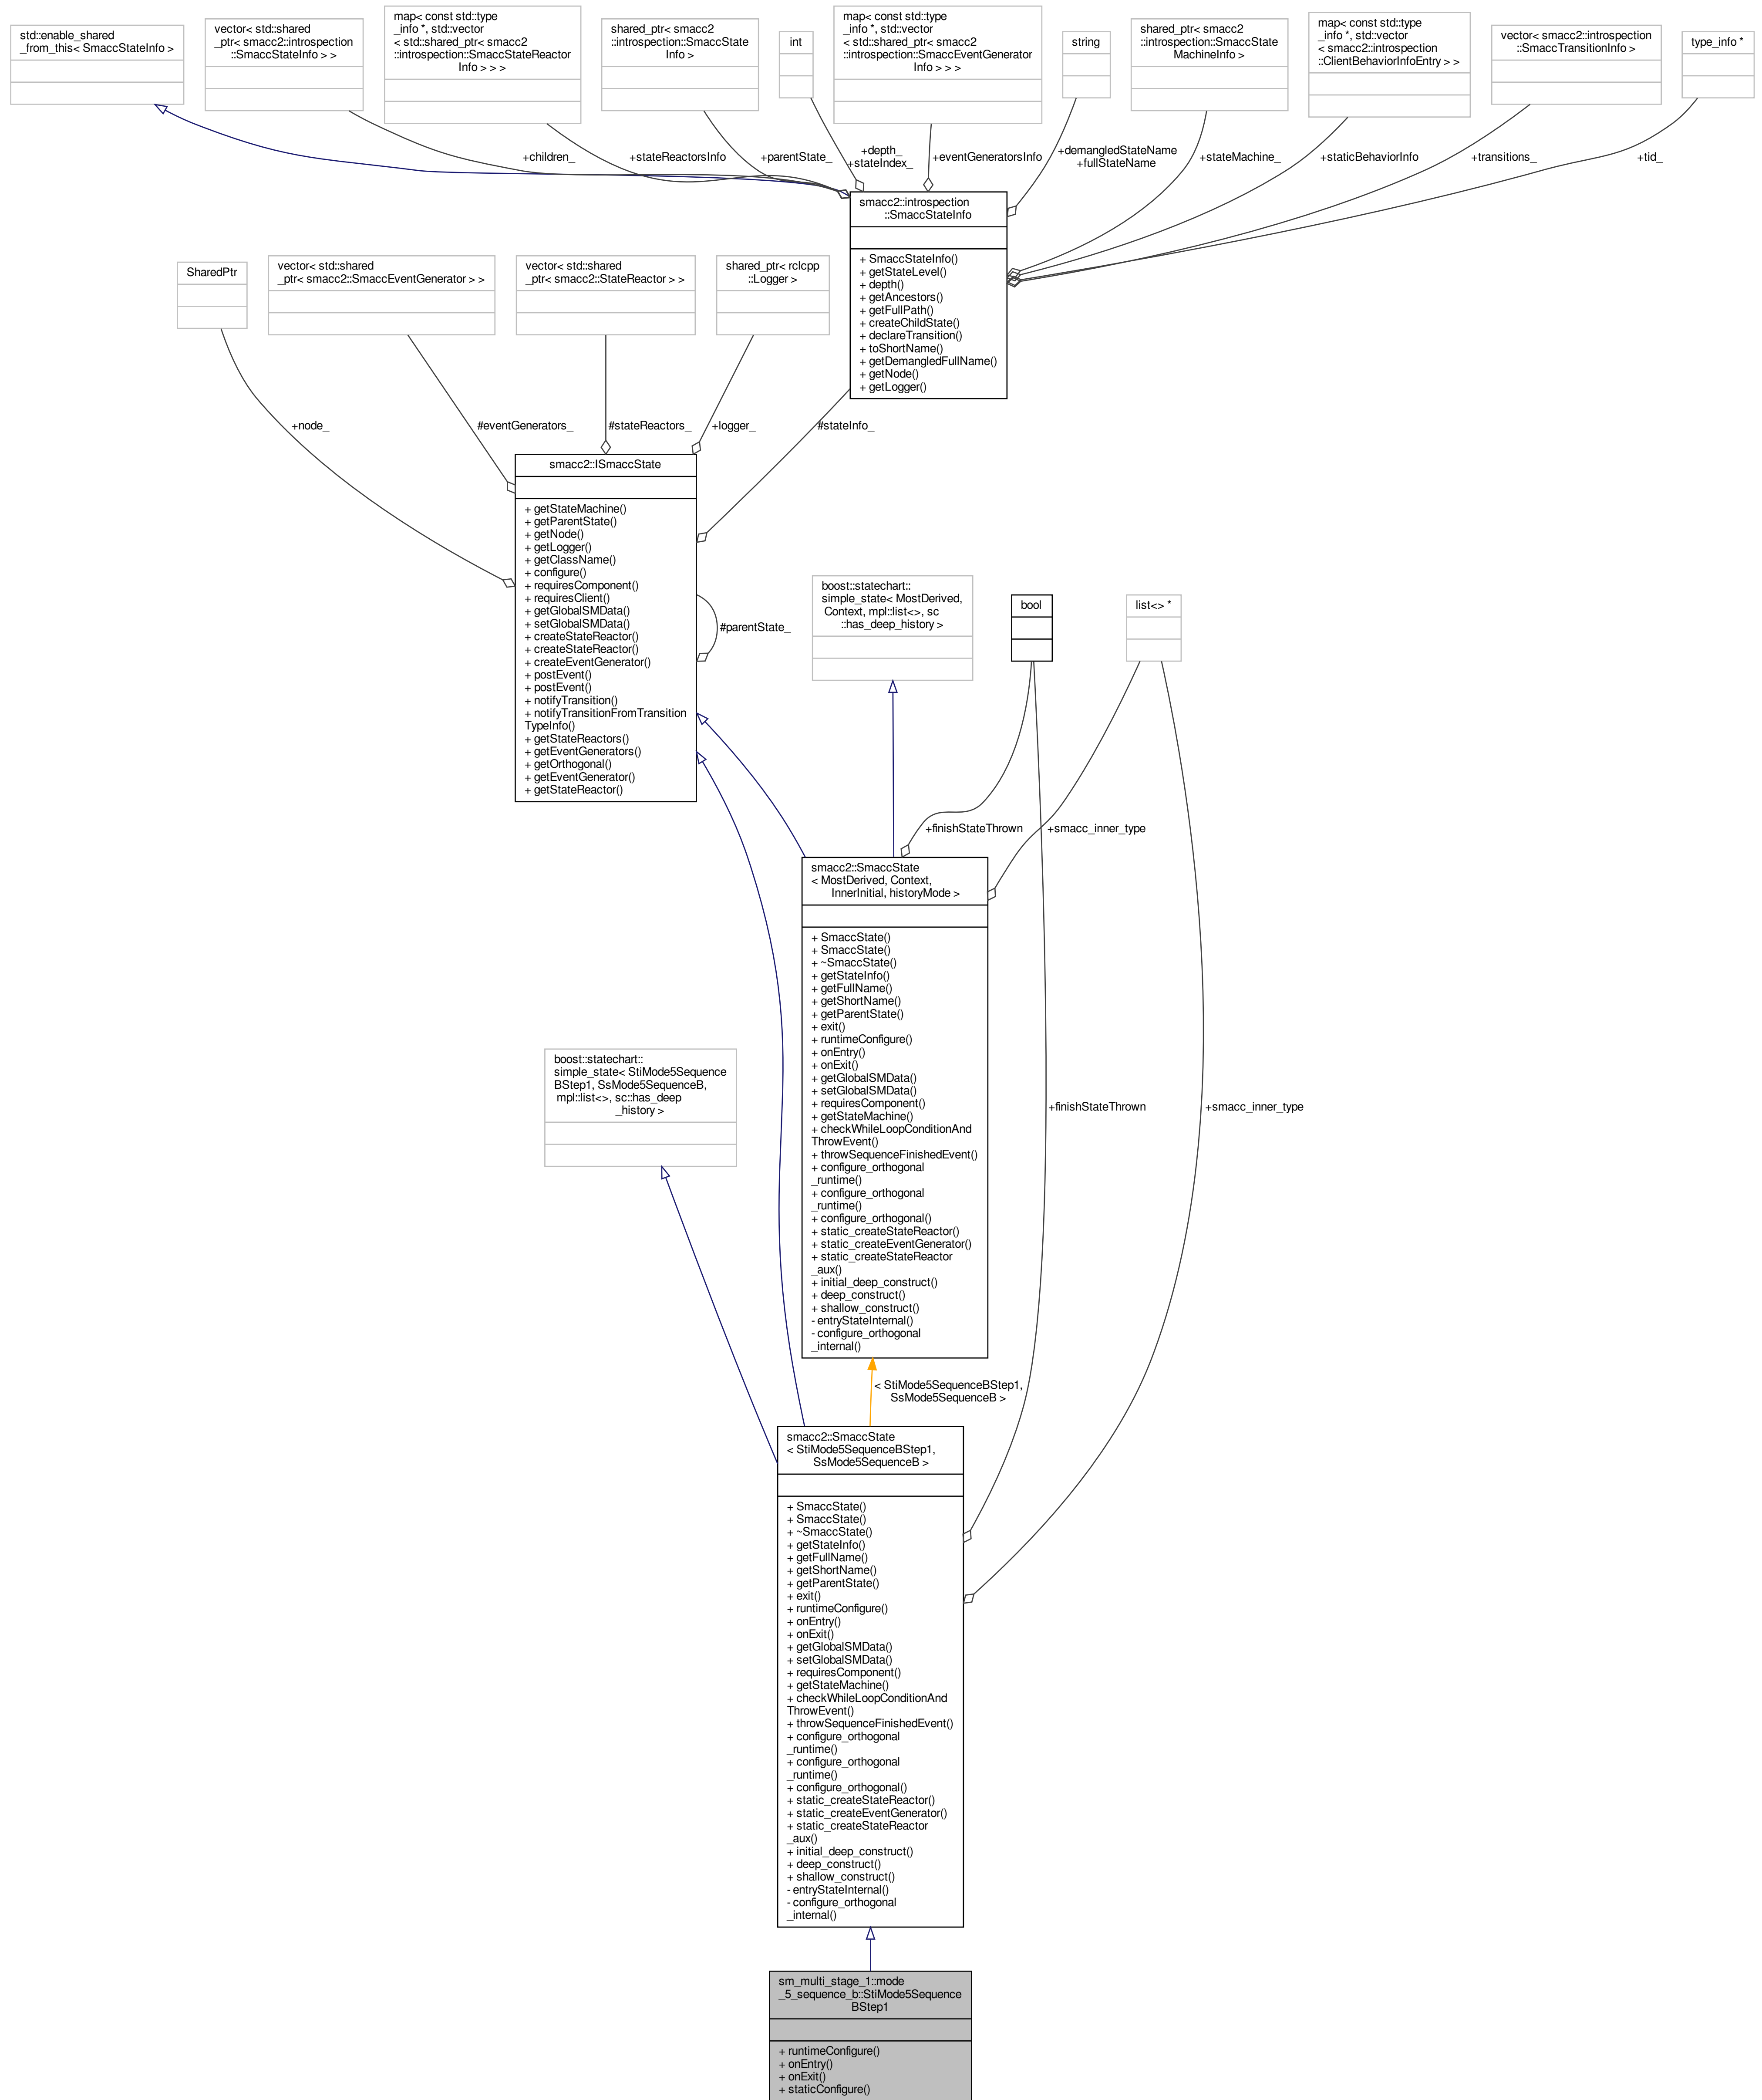 std::enable_shared
_from_this< SmaccStateInfo >
vector< std::shared
_ptr< smacc2::introspection
::SmaccStateInfo > >
map< const std::type
_info *, std::vector
< std::shared_ptr< smacc2
::introspection::SmaccStateReactor
Info > > >
shared_ptr< smacc2
::introspection::SmaccState
Info >
int
map< const std::type
_info *, std::vector
< std::shared_ptr< smacc2
::introspection::SmaccEventGenerator
Info > > >
string
shared_ptr< smacc2
::introspection::SmaccState
MachineInfo >
map< const std::type
_info *, std::vector
< smacc2::introspection
::ClientBehaviorInfoEntry > >
vector< smacc2::introspection
::SmaccTransitionInfo >
type_info *
+children_
+stateReactorsInfo
+parentState_
+depth_
+stateIndex_
+eventGeneratorsInfo
+demangledStateName
+fullStateName
+stateMachine_
+staticBehaviorInfo
+transitions_
+tid_
smacc2::introspection
::SmaccStateInfo
+ SmaccStateInfo()
+ getStateLevel()
+ depth()
+ getAncestors()
+ getFullPath()
+ createChildState()
+ declareTransition()
+ toShortName()
+ getDemangledFullName()
+ getNode()
+ getLogger()
SharedPtr
vector< std::shared
_ptr< smacc2::SmaccEventGenerator > >
vector< std::shared
_ptr< smacc2::StateReactor > >
shared_ptr< rclcpp
::Logger >
+node_
#eventGenerators_
#stateReactors_
+logger_
#stateInfo_
smacc2::ISmaccState
+ getStateMachine()
+ getParentState()
+ getNode()
+ getLogger()
+ getClassName()
+ configure()
+ requiresComponent()
+ requiresClient()
+ getGlobalSMData()
+ setGlobalSMData()
+ createStateReactor()
+ createStateReactor()
+ createEventGenerator()
+ postEvent()
+ postEvent()
+ notifyTransition()
+ notifyTransitionFromTransition
TypeInfo()
+ getStateReactors()
+ getEventGenerators()
+ getOrthogonal()
+ getEventGenerator()
+ getStateReactor()
#parentState_
boost::statechart::
simple_state< MostDerived,
Context, mpl::list<>, sc
::has_deep_history >
bool
list<> *
+finishStateThrown
+smacc_inner_type
smacc2::SmaccState
< MostDerived, Context,
InnerInitial, historyMode >
+ SmaccState()
+ SmaccState()
+ ~SmaccState()
+ getStateInfo()
+ getFullName()
+ getShortName()
+ getParentState()
+ exit()
+ runtimeConfigure()
+ onEntry()
+ onExit()
+ getGlobalSMData()
+ setGlobalSMData()
+ requiresComponent()
+ getStateMachine()
+ checkWhileLoopConditionAnd
ThrowEvent()
+ throwSequenceFinishedEvent()
+ configure_orthogonal
_runtime()
+ configure_orthogonal
_runtime()
+ configure_orthogonal()
+ static_createStateReactor()
+ static_createEventGenerator()
+ static_createStateReactor
_aux()
+ initial_deep_construct()
+ deep_construct()
+ shallow_construct()
- entryStateInternal()
- configure_orthogonal
_internal()
boost::statechart::
simple_state< StiMode5Sequence
BStep1, SsMode5SequenceB,
mpl::list<>, sc::has_deep
_history >
+finishStateThrown
+smacc_inner_type
< StiMode5SequenceBStep1,
SsMode5SequenceB >
smacc2::SmaccState
< StiMode5SequenceBStep1,
SsMode5SequenceB >
+ SmaccState()
+ SmaccState()
+ ~SmaccState()
+ getStateInfo()
+ getFullName()
+ getShortName()
+ getParentState()
+ exit()
+ runtimeConfigure()
+ onEntry()
+ onExit()
+ getGlobalSMData()
+ setGlobalSMData()
+ requiresComponent()
+ getStateMachine()
+ checkWhileLoopConditionAnd
ThrowEvent()
+ throwSequenceFinishedEvent()
+ configure_orthogonal
_runtime()
+ configure_orthogonal
_runtime()
+ configure_orthogonal()
+ static_createStateReactor()
+ static_createEventGenerator()
+ static_createStateReactor
_aux()
+ initial_deep_construct()
+ deep_construct()
+ shallow_construct()
- entryStateInternal()
- configure_orthogonal
_internal()
sm_multi_stage_1::mode
_5_sequence_b::StiMode5Sequence
BStep1
+ runtimeConfigure()
+ onEntry()
+ onExit()
+ staticConfigure()